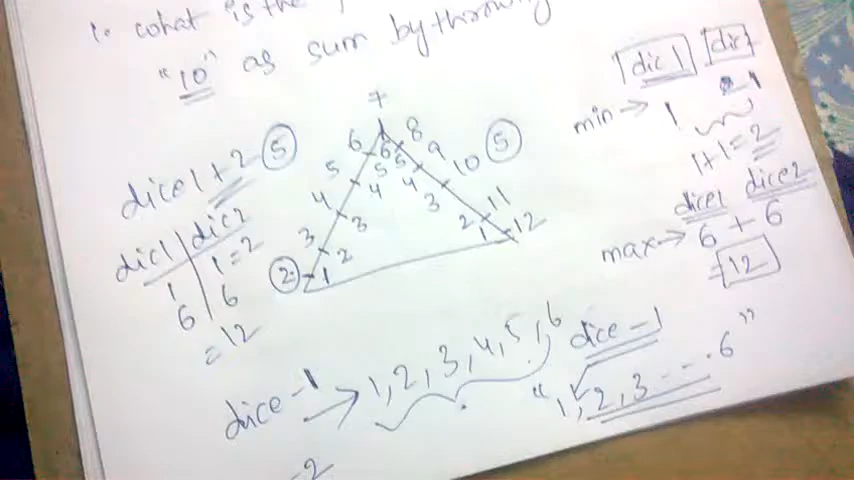 1. what is the
"10" as sum by throwing
dic 1 dic
min → 1 1
1+1=2
dice1 dice2
max → 6 + 6
=12
dice1+2 5
dic1 dic2
1 1=2
6 6
=12
7
6 6 8
5 5 5 9 5
4 4 4 10
3 3 3
2 2 2 11
1 1 12
dice-1 → 1,2,3,4,5,6
dice-1
"1,2,3---.6"
-2